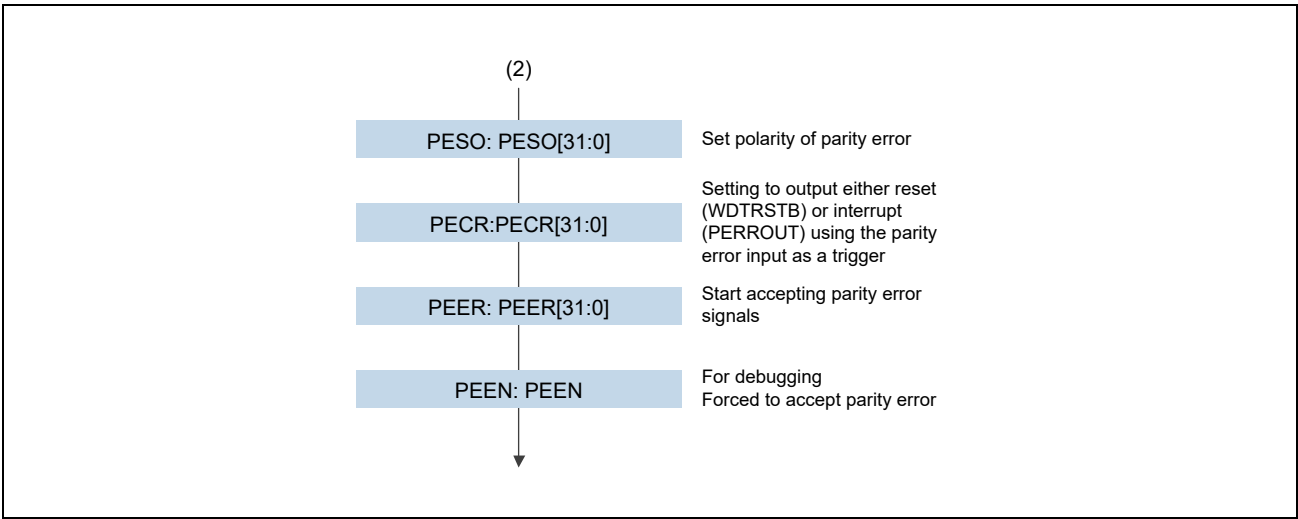 (2)
PESO: PESO[31:0]
Set polarity of parity error
PECR:PECR[31:0]
Setting to output either reset
(WDTRSTB) or interrupt
(PERROUT) using the parity
error input as a trigger
PEER: PEER[31:0]
Start accepting parity error
signals
PEEN: PEEN
For debugging
Forced to accept parity error